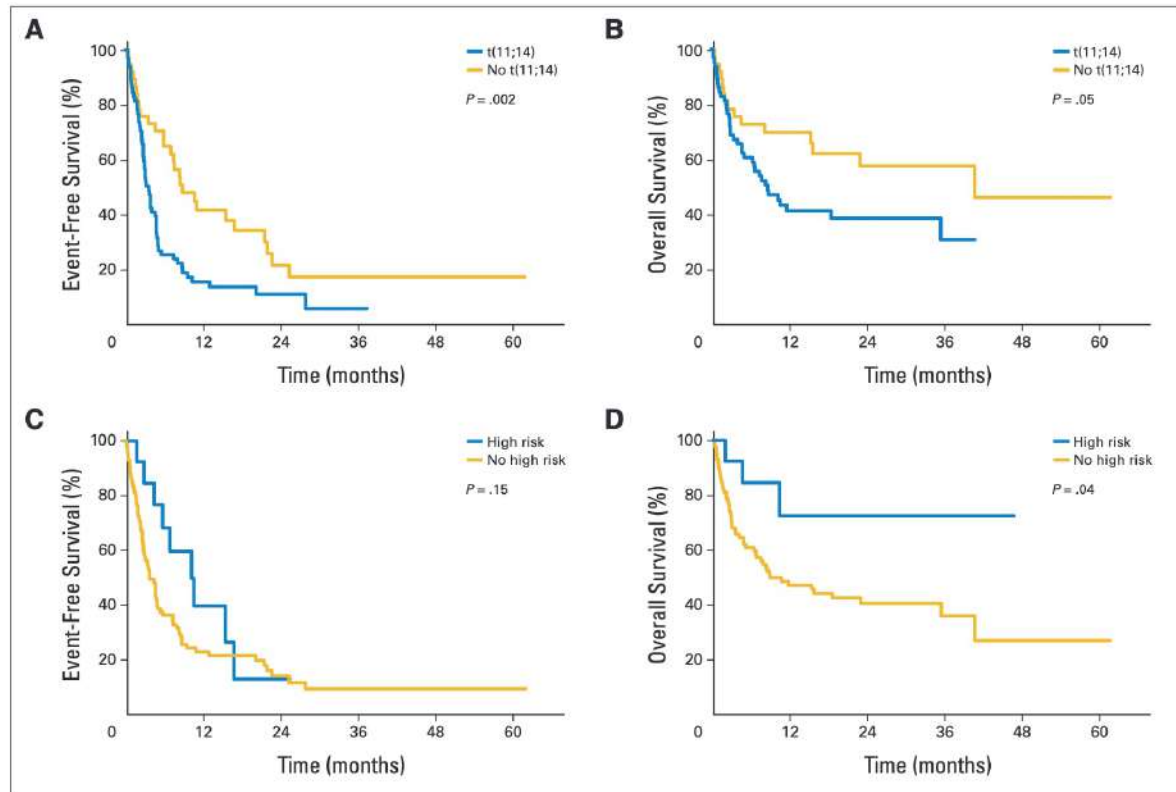 A
Event-Free Survival (%)
100
80
60
40
20
0
12
24
36
48
60
Time (months)
t(11;14)
No t(11;14)
P = .002
B
Overall Survival (%)
100
80
60
40
20
0
12
24
36
48
60
Time (months)
t(11;14)
No t(11;14)
P = .05
C
Event-Free Survival (%)
100
80
60
40
20
0
12
24
36
48
60
Time (months)
High risk
No high risk
P = .15
D
Overall Survival (%)
100
80
60
40
20
0
12
24
36
48
60
Time (months)
High risk
No high risk
P = .04